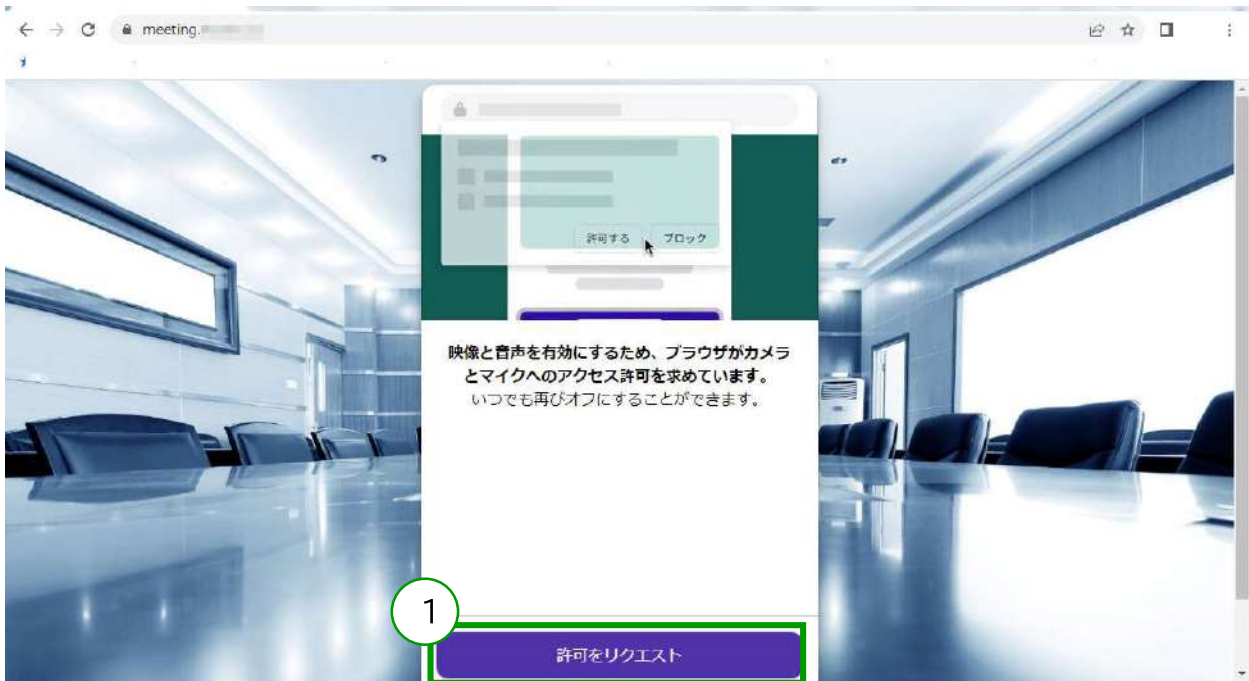 meeting.
許可する
ブロック
映像と音声を有効にするため、ブラウザがカメラ
とマイクへのアクセス許可を求めています。
いつでも再びオフにすることができます。
1
許可をリクエスト